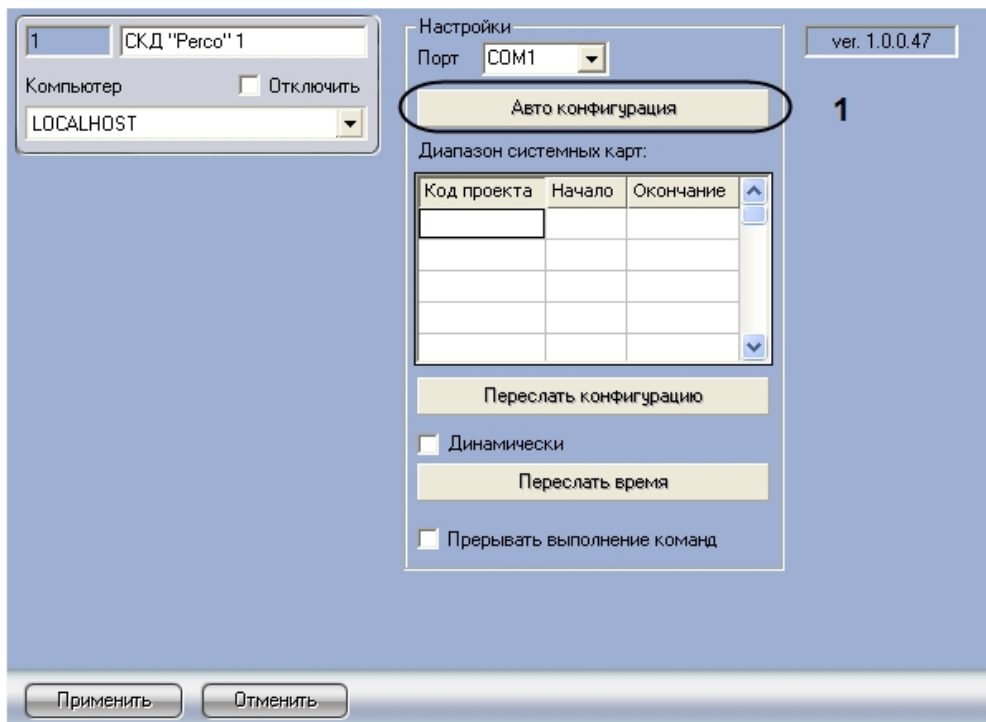 1
СКД "Perco" 1
Компьютер
Отключить
LOCALHOST
Настройки
Порт
COM1
Авто конфигурация
1
Диапазон системных карт:
Код проекта Начало Окончание
Переслать конфигурацию
Динамически
Переслать время
Прерывать выполнение команд
ver. 1.0.0.47
Применить
Отменить